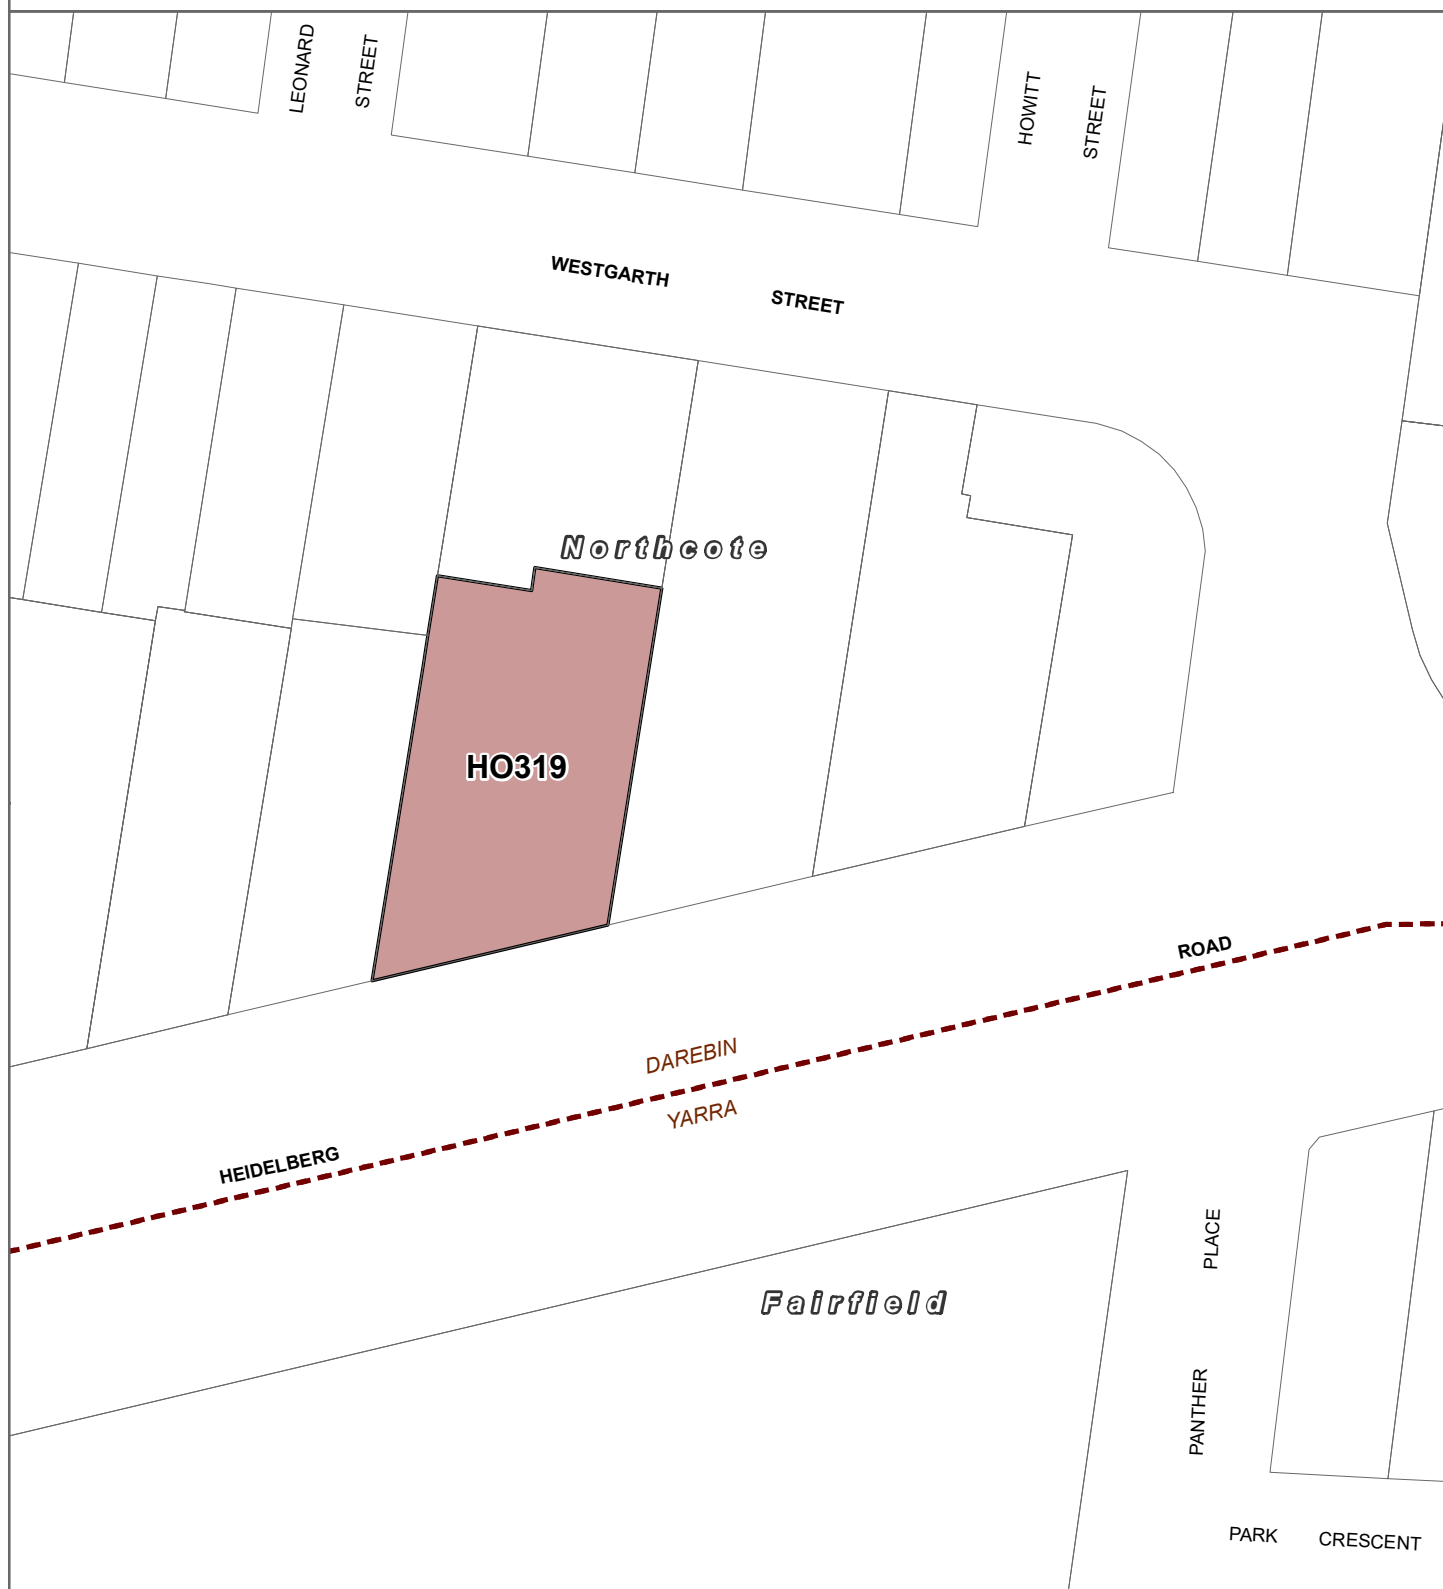 LEONARD STREET
HOWITT STREET
WESTGARTH STREET
Northcote
HO319
ROAD
DAREBIN
YARRA
HEIDELBERG
PLACE
Fairfield
PANTHER
PARK CRESCENT